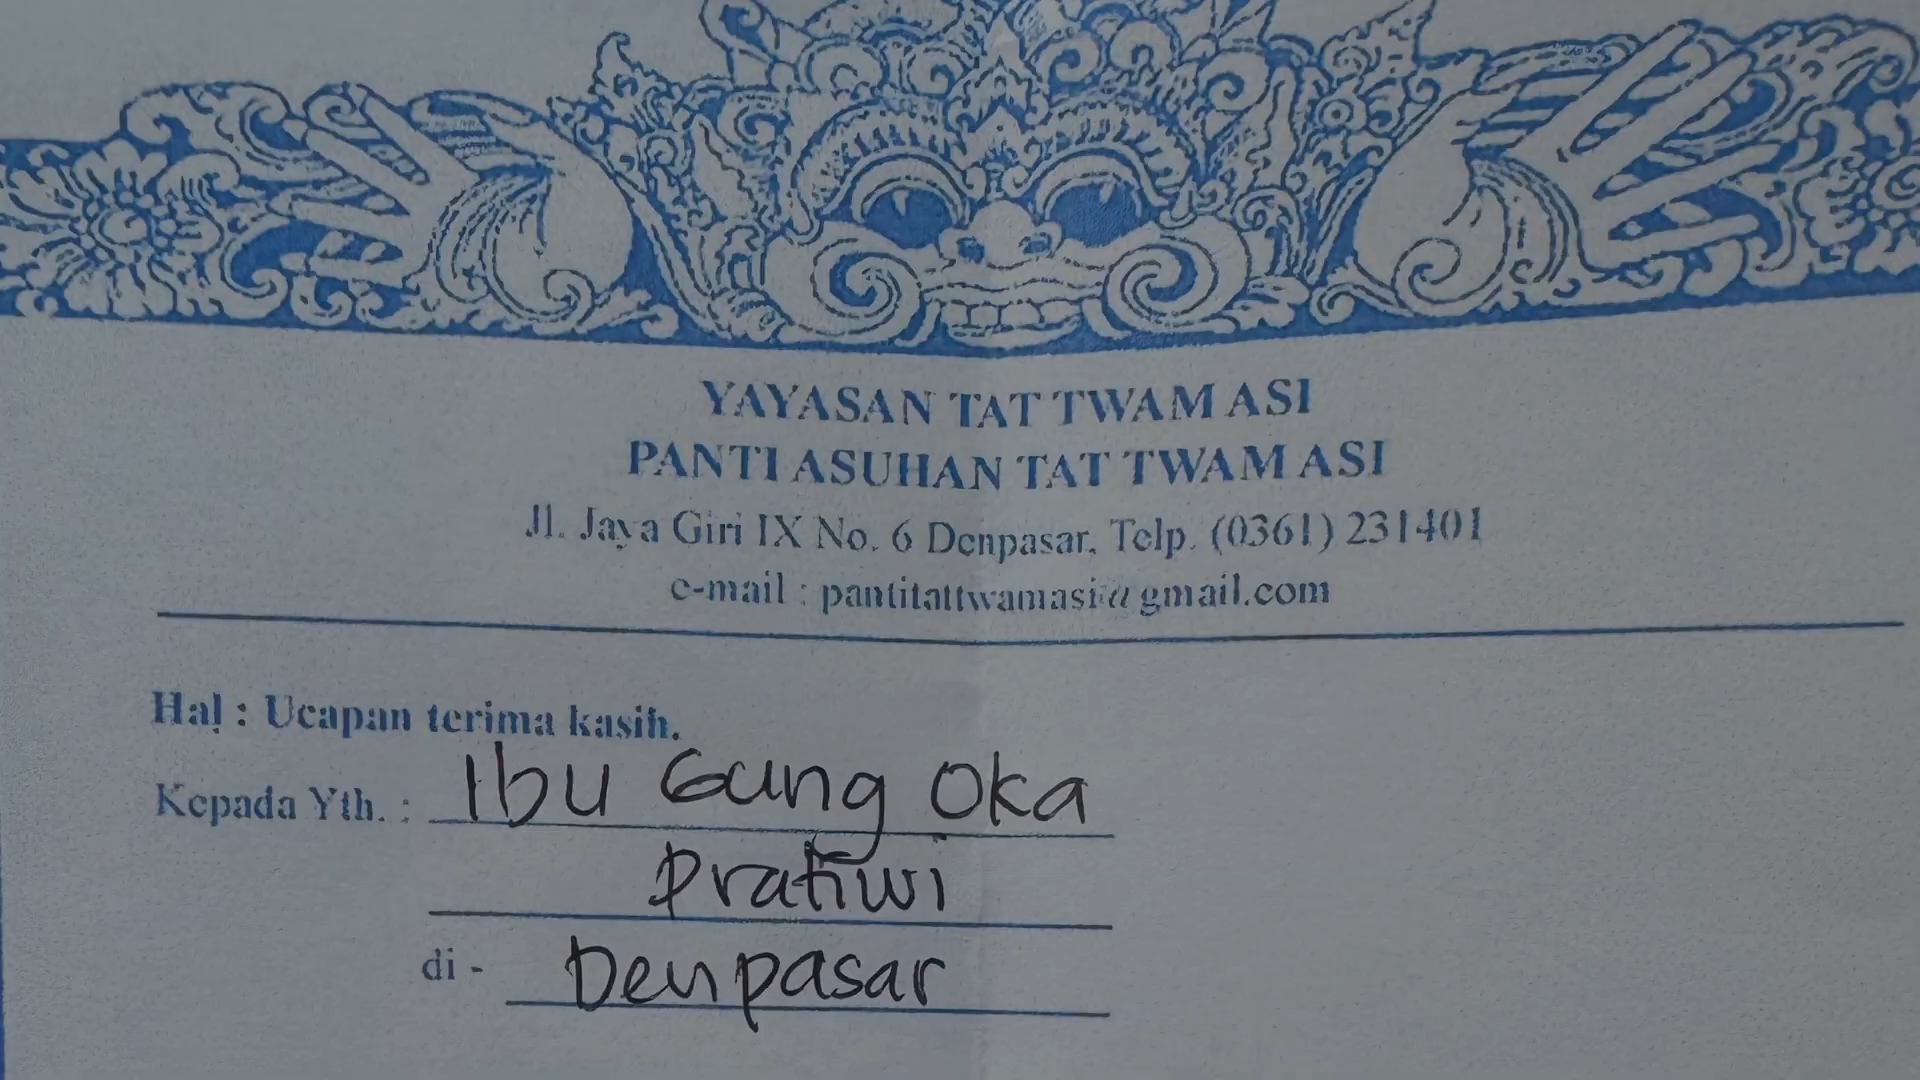 YAYASAN TAT TWAM ASI
PANTI ASUHAN TAT TWAM ASI
Jl. Jaya Giri IX No. 6 Denpasar, Telp. (0361) 231401
e-mail : pantitattwamasi@gmail.com
Hal : Ucapan terima kasih.
Kepada Yth. : Ibu Gung Oka
Pratiwi
di - Denpasar